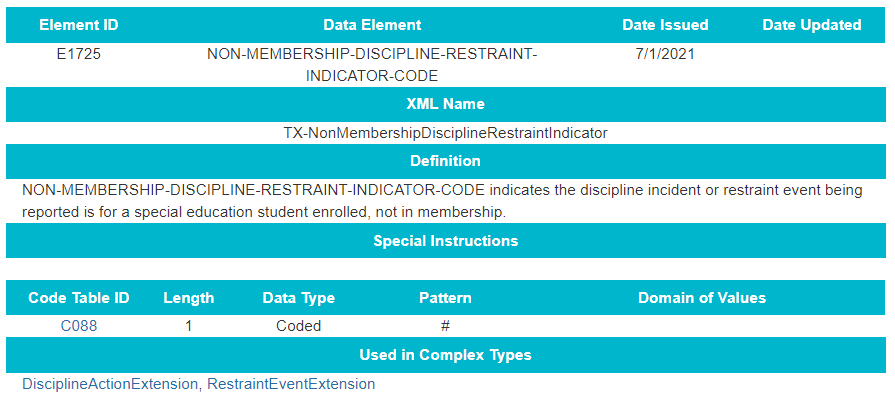 Element ID Data Element Date Issued Date Updated
E1725 NON-MEMBERSHIP-DISCIPLINE-RESTRAINT- 7/1/2021
INDICATOR-CODE
XML Name
TX-NonMembershipDisciplineRestraintIndicator
Definition
NON-MEMBERSHIP-DISCIPLINE-RESTRAINT-INDICATOR-CODE indicates the discipline incident or restraint event being
reported is for a special education student enrolled, not in membership.
Special Instructions
Code Table ID Length Data Type Pattern Domain of Values
C088 1 Coded #
Used in Complex Types
DisciplineActionExtension, RestraintEventExtension